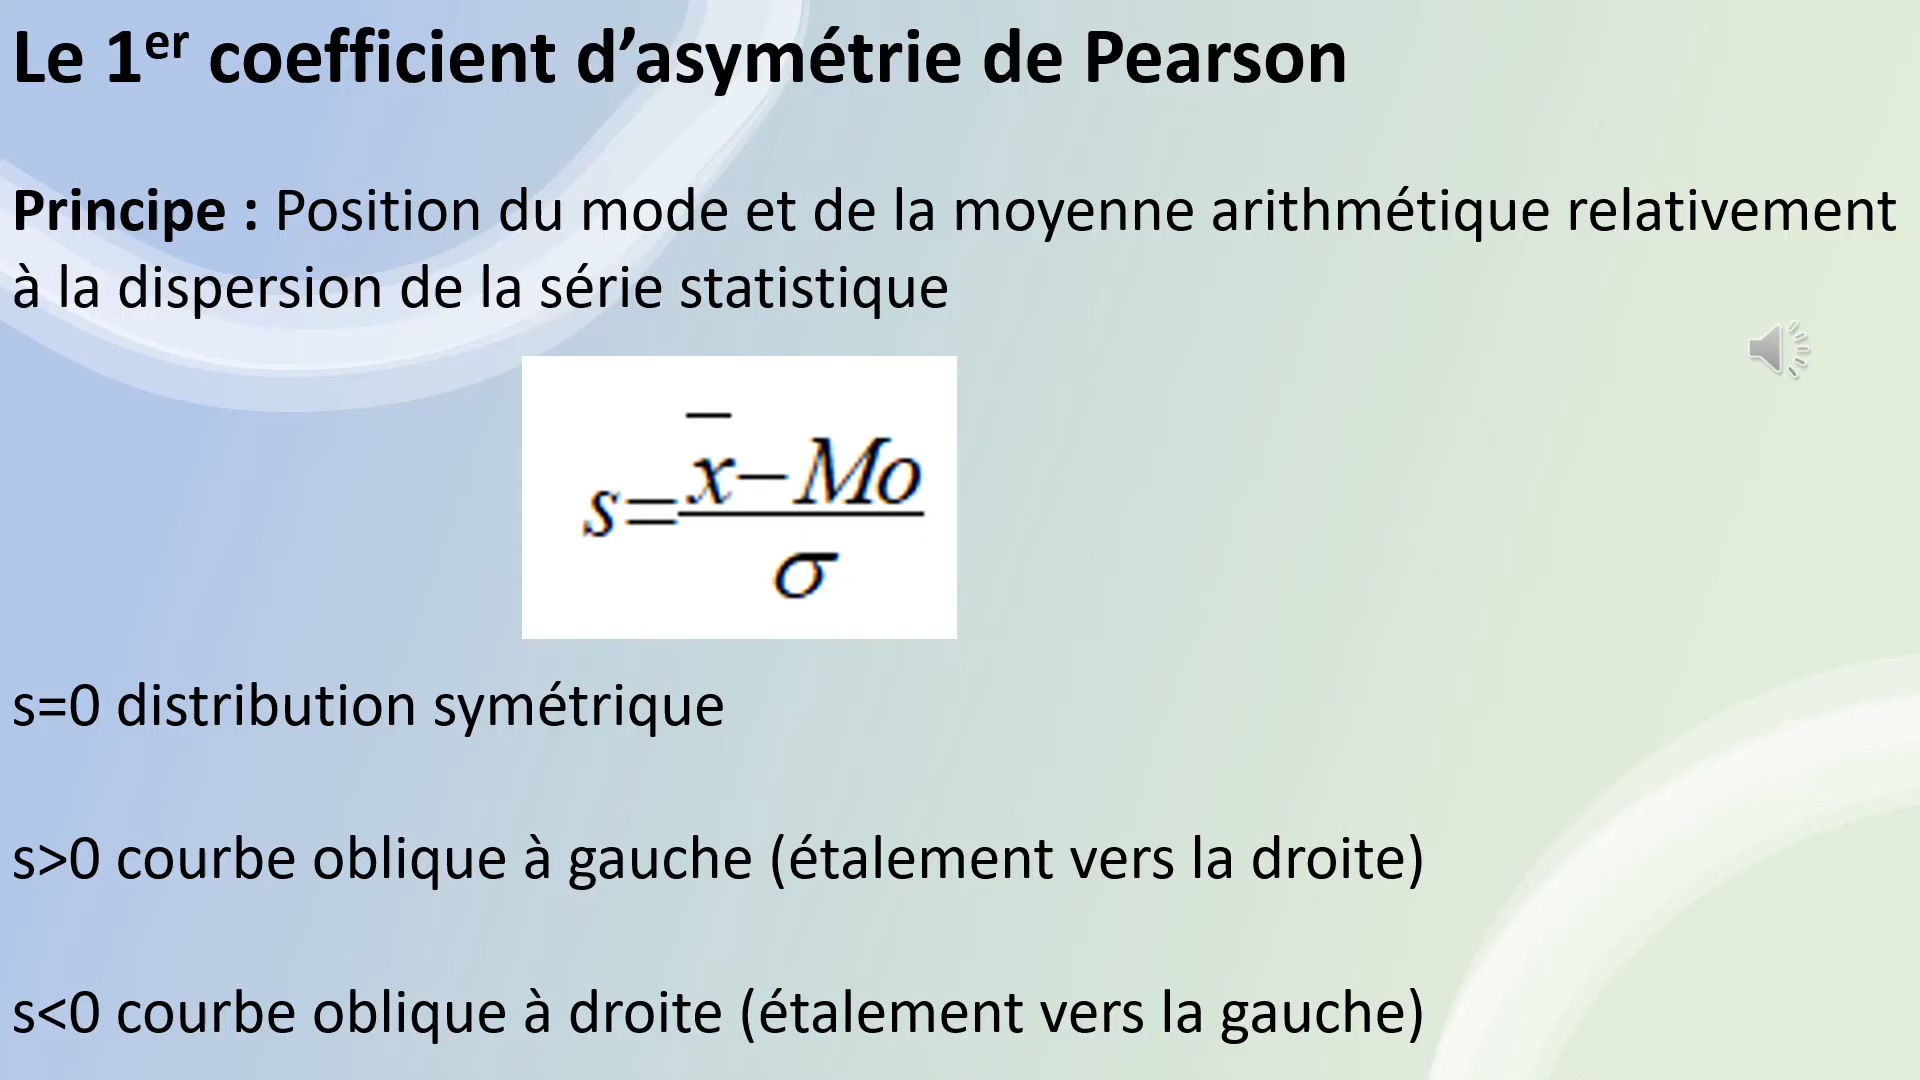 Le 1er coefficient d’asymétrie de Pearson
Principe : Position du mode et de la moyenne arithmétique relativement
à la dispersion de la série statistique
s = (x̄ − Mo) / σ
s=0 distribution symétrique
s>0 courbe oblique à gauche (étalement vers la droite)
s<0 courbe oblique à droite (étalement vers la gauche)